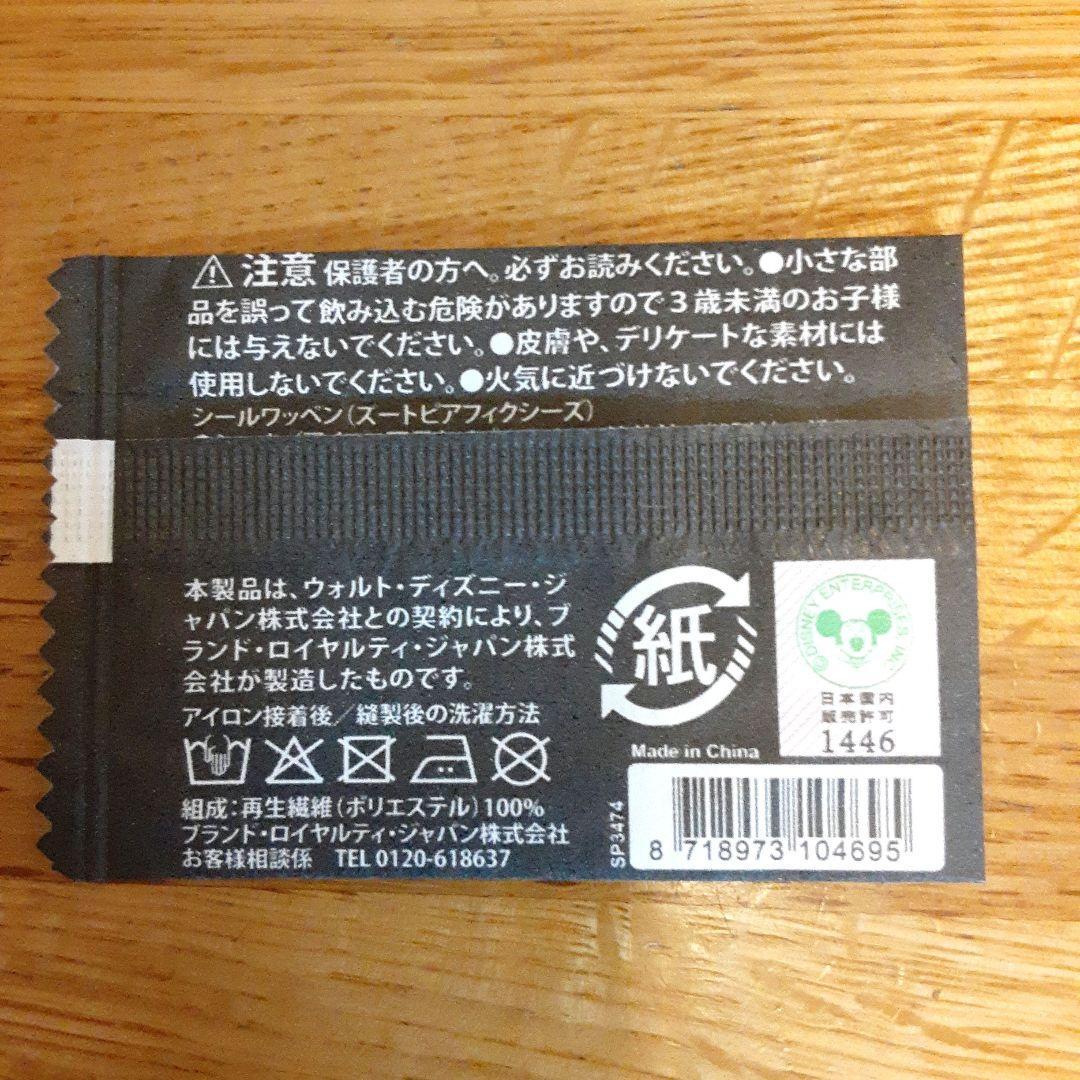 ⚠ 注意 保護者の方へ。必ずお読みください。●小さな部
品を誤って飲み込む危険がありますので3歳未満のお子様
には与えないでください。●皮膚や、デリケートな素材には
使用しないでください。●火気に近づけないでください。
シールワッペン(ズートピアフィクシーズ)
本製品は、ウォルト・ディズニー・ジ
ャパン株式会社との契約により、ブ
ランド・ロイヤルティ・ジャパン株式
会社が製造したものです。
アイロン接着後/縫製後の洗濯方法
組成:再生繊維(ポリエステル)100%
ブランド・ロイヤルティ・ジャパン株式会社
お客様相談係 TEL 0120-618637
紙
Made in China
©DISNEY ENTERPRISES, INC.
日本国内
販売許可
1446
SP3474
8 718973 104695